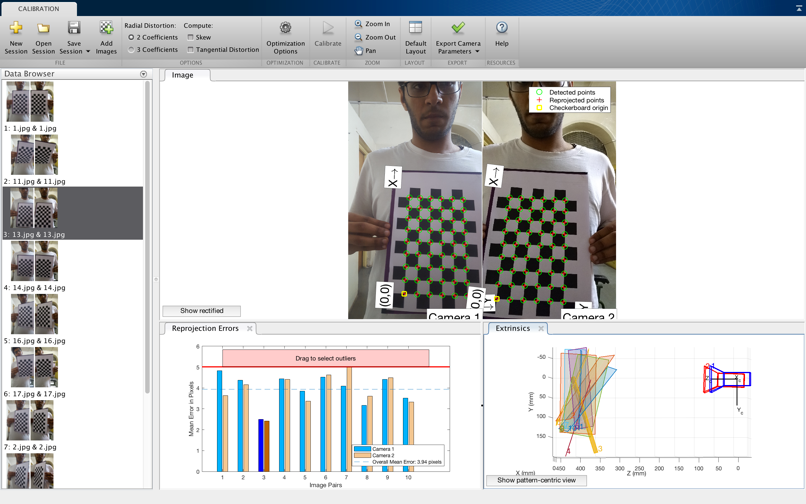 CALIBRATION
New Session
Open Session
Save Session
Add Images
FILE
Radial Distortion:
2 Coefficients
3 Coefficients
Compute:
Skew
Tangential Distortion
OPTIONS
Optimization Options
OPTIMIZATION
Calibrate
CALIBRATE
Zoom In
Zoom Out
Pan
ZOOM
Default Layout
LAYOUT
Export Camera Parameters
EXPORT
Help
RESOURCES
Data Browser
1: 1.jpg & 1.jpg
2: 11.jpg & 11.jpg
3: 13.jpg & 13.jpg
4: 14.jpg & 14.jpg
5: 16.jpg & 16.jpg
6: 17.jpg & 17.jpg
7: 2.jpg & 2.jpg
Image
Detected points
Reprojected points
Checkerboard origin
X→
X→
(0,0)
(0,0)
Y
Y
Camera 1
Camera 2
Show rectified
Reprojection Errors
Drag to select outliers
Mean Error in Pixels
6
5
4
3
2
1
0
1 2 3 4 5 6 7 8 9 10
Image Pairs
Camera 1
Camera 2
Overall Mean Error: 3.94 pixels
Extrinsics
Y (mm)
-50
0
50
100
150
X (mm)
0450 400 350 300 250 200 150 100 50 0
Z (mm)
Show pattern-centric view